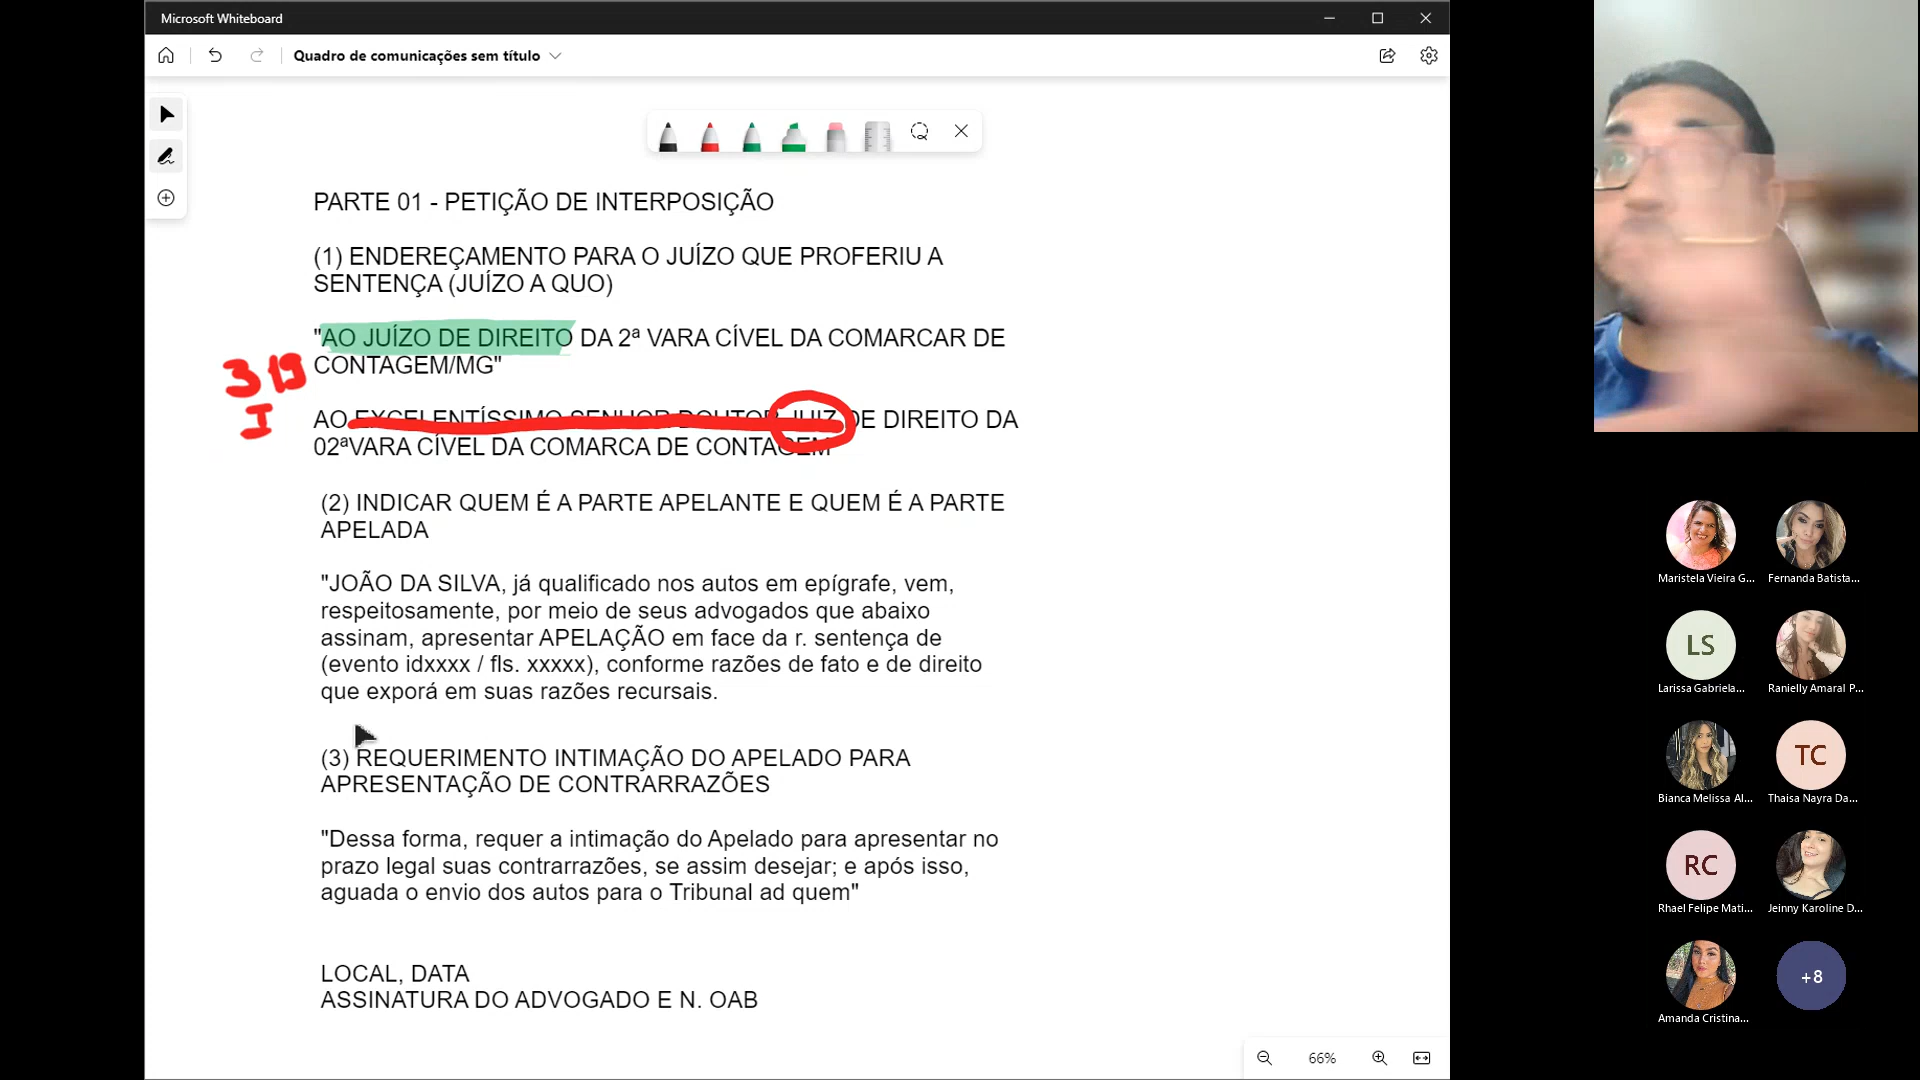 Microsoft Whiteboard
Quadro de comunicações sem título
PARTE 01 - PETIÇÃO DE INTERPOSIÇÃO
(1) ENDEREÇAMENTO PARA O JUÍZO QUE PROFERIU A
SENTENÇA (JUÍZO A QUO)
"AO JUÍZO DE DIREITO DA 2ª VARA CÍVEL DA COMARCAR DE
CONTAGEM/MG"
319
I
AO EXCELENTÍSSIMO SENHOR DOUTOR JUIZ DE DIREITO DA
02ªVARA CÍVEL DA COMARCA DE CONTAGEM
(2) INDICAR QUEM É A PARTE APELANTE E QUEM É A PARTE
APELADA
"JOÃO DA SILVA, já qualificado nos autos em epígrafe, vem,
respeitosamente, por meio de seus advogados que abaixo
assinam, apresentar APELAÇÃO em face da r. sentença de
(evento idxxxx / fls. xxxxx), conforme razões de fato e de direito
que exporá em suas razões recursais.
(3) REQUERIMENTO INTIMAÇÃO DO APELADO PARA
APRESENTAÇÃO DE CONTRARRAZÕES
"Dessa forma, requer a intimação do Apelado para apresentar no
prazo legal suas contrarrazões, se assim desejar; e após isso,
aguada o envio dos autos para o Tribunal ad quem"
LOCAL, DATA
ASSINATURA DO ADVOGADO E N. OAB
66%
Maristela Vieira G...
Fernanda Batista...
LS
Larissa Gabriela...
Ranielly Amaral P...
Bianca Melissa Al...
TC
Thaisa Nayra Da...
RC
Rhael Felipe Mati...
Jeinny Karoline D...
Amanda Cristina...
+8